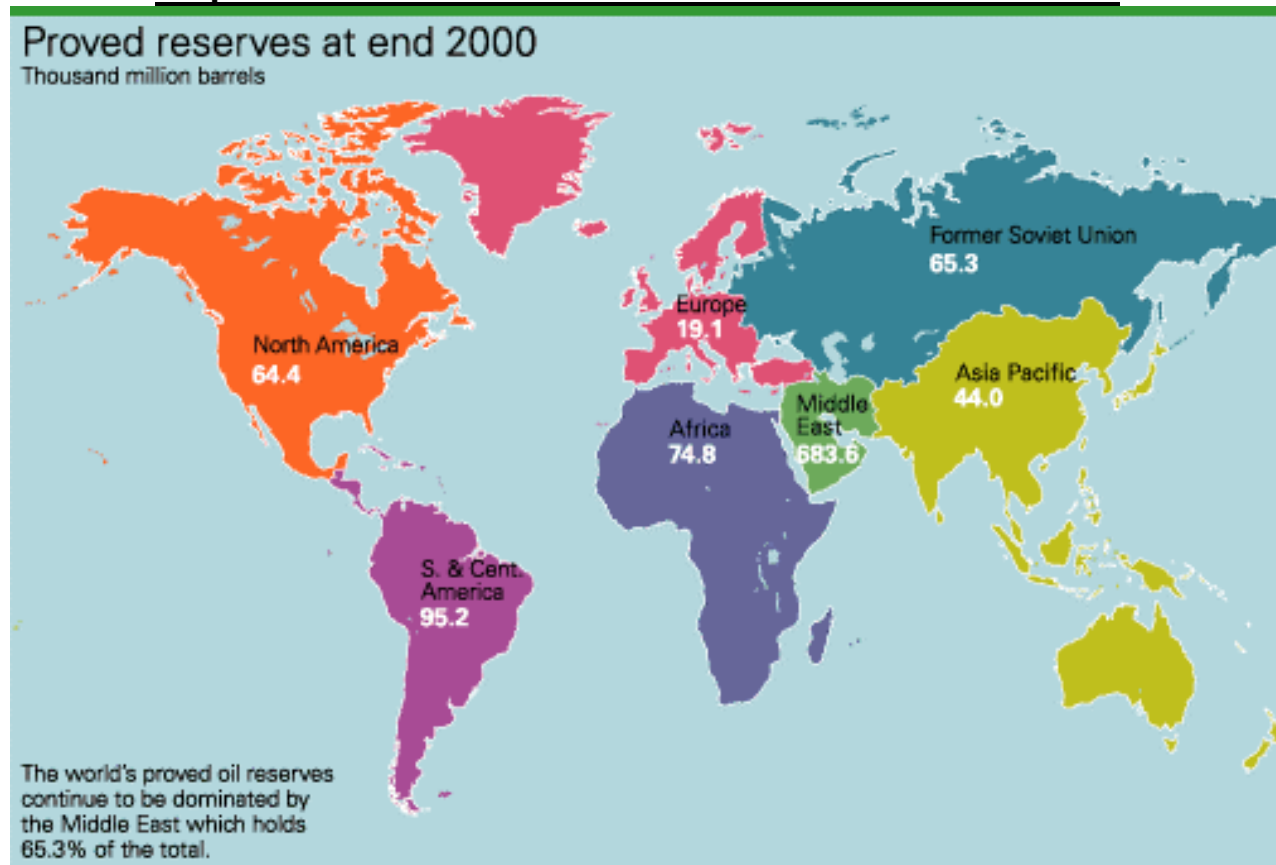 Proved reserves at end 2000
Thousand million barrels
Former Soviet Union
65.3
Europe
19.1
North America
64.4
Asia Pacific
44.0
Middle
East
683.6
Africa
74.8
S. & Cent.
America
95.2
The world's proved oil reserves
continue to be dominated by
the Middle East which holds
65.3% of the total.